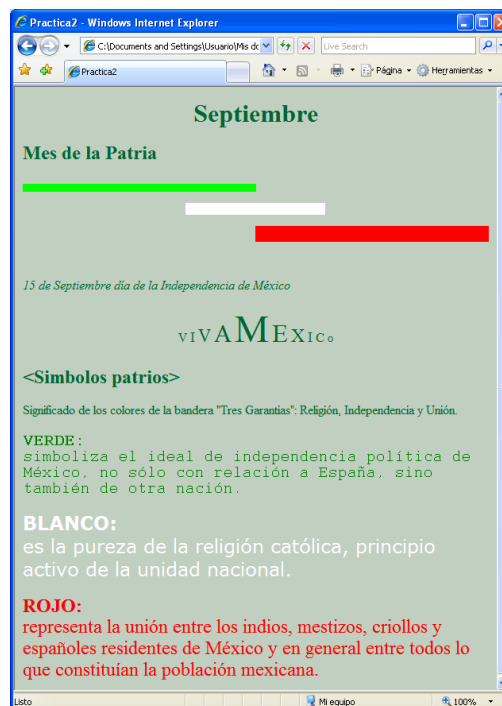 Practica2 - Windows Internet Explorer
C:\Documents and Settings\Usuario\Mis dc
Live Search
Practica2
Página
Herramientas
Septiembre
Mes de la Patria
15 de Septiembre día de la Independencia de México
VIVAMEXICo
<Simbolos patrios>
Significado de los colores de la bandera "Tres Garantias": Religión, Independencia y Unión.
VERDE:
simboliza el ideal de independencia política de
México, no sólo con relación a España, sino
también de otra nación.
BLANCO:
es la pureza de la religión católica, principio
activo de la unidad nacional.
ROJO:
representa la unión entre los indios, mestizos, criollos y
españoles residentes de México y en general entre todos lo
que constituían la población mexicana.
Listo
Mi equipo
100%